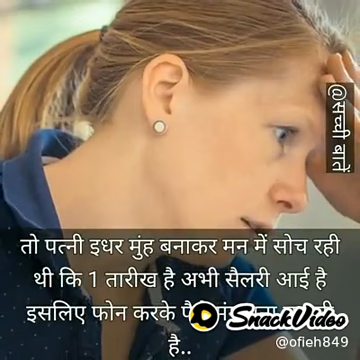 @सच्ची बातें
तो पत्नी इधर मुंह बनाकर मन में सोच रही
थी कि 1 तारीख है अभी सैलरी आई है
इसलिए फोन करके
है..
SnackVideo
@ofieh849